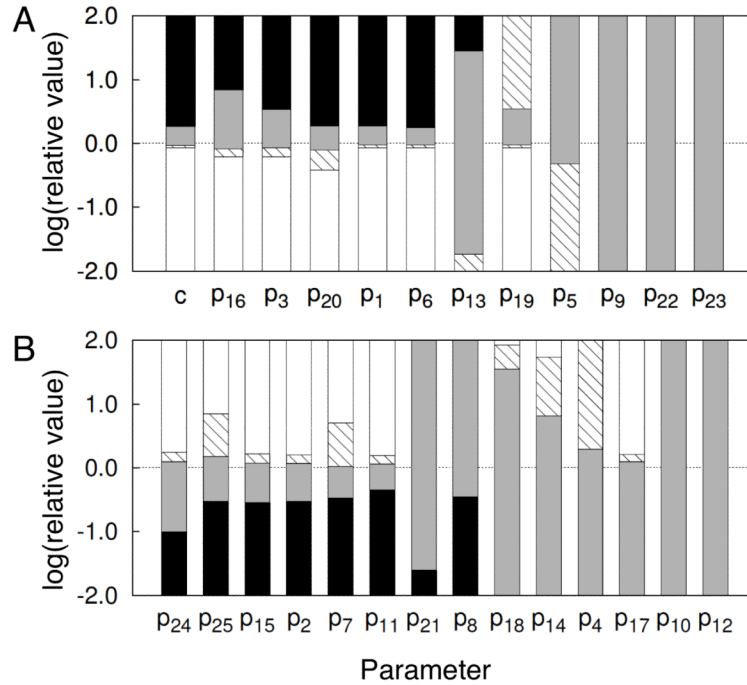 A
log(relative value)
2.0
1.0
0.0
-1.0
-2.0
c p16 p3 p20 p1 p6 p13 p19 p5 p9 p22 p23
B
log(relative value)
2.0
1.0
0.0
-1.0
-2.0
p24 p25 p15 p2 p7 p11 p21 p8 p18 p14 p4 p17 p10 p12
Parameter